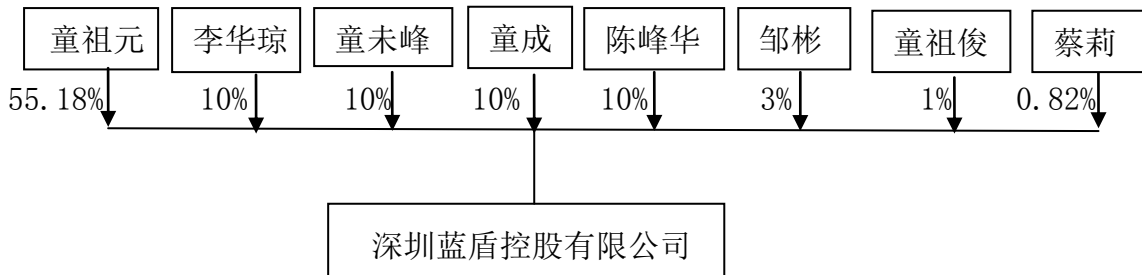 童祖元 李华琼 童未峰 童成 陈峰华 邹彬 童祖俊 蔡莉
55.18% 10% 10% 10% 10% 3% 1% 0.82%
深圳蓝盾控股有限公司